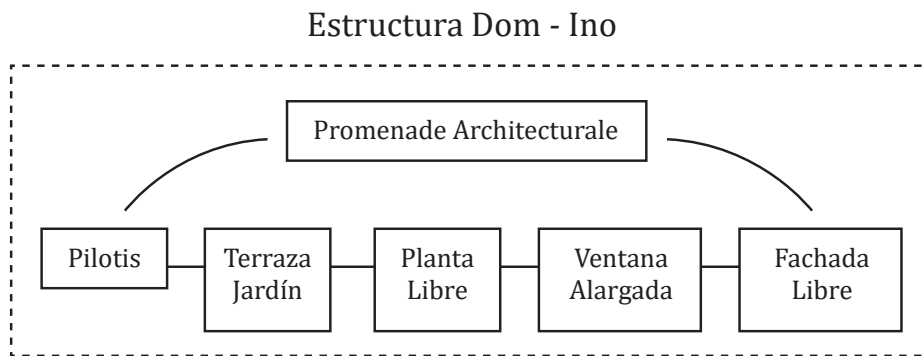 Estructura Dom - Ino
Promenade Architecturale
Pilotis
Terraza
Jardín
Planta
Libre
Ventana
Alargada
Fachada
Libre